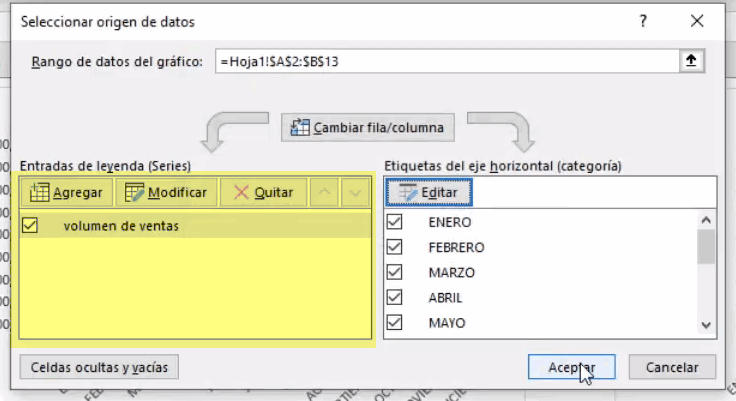 Seleccionar origen de datos
Rango de datos del gráfico: =Hoja1!$A$2:$B$13
Cambiar fila/columna
Entradas de leyenda (Series)
Agregar Modificar Quitar
volumen de ventas
Etiquetas del eje horizontal (categoría)
Editar
ENERO
FEBRERO
MARZO
ABRIL
MAYO
Celdas ocultas y vacías
Aceptar Cancelar